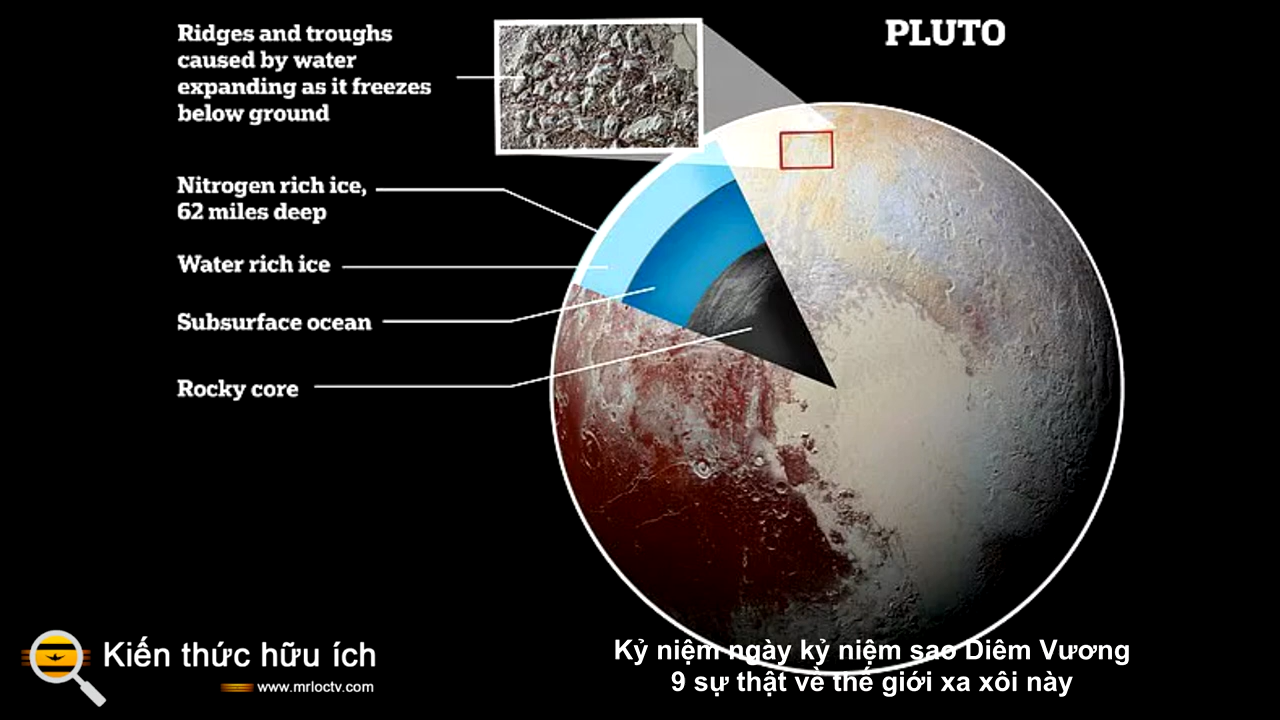 PLUTO
Ridges and troughs
caused by water
expanding as it freezes
below ground
Nitrogen rich ice,
62 miles deep
Water rich ice
Subsurface ocean
Rocky core
Kiến thức hữu ích
www.mrloctv.com
Kỷ niệm ngày kỷ niệm sao Diêm Vương
9 sự thật về thế giới xa xôi này